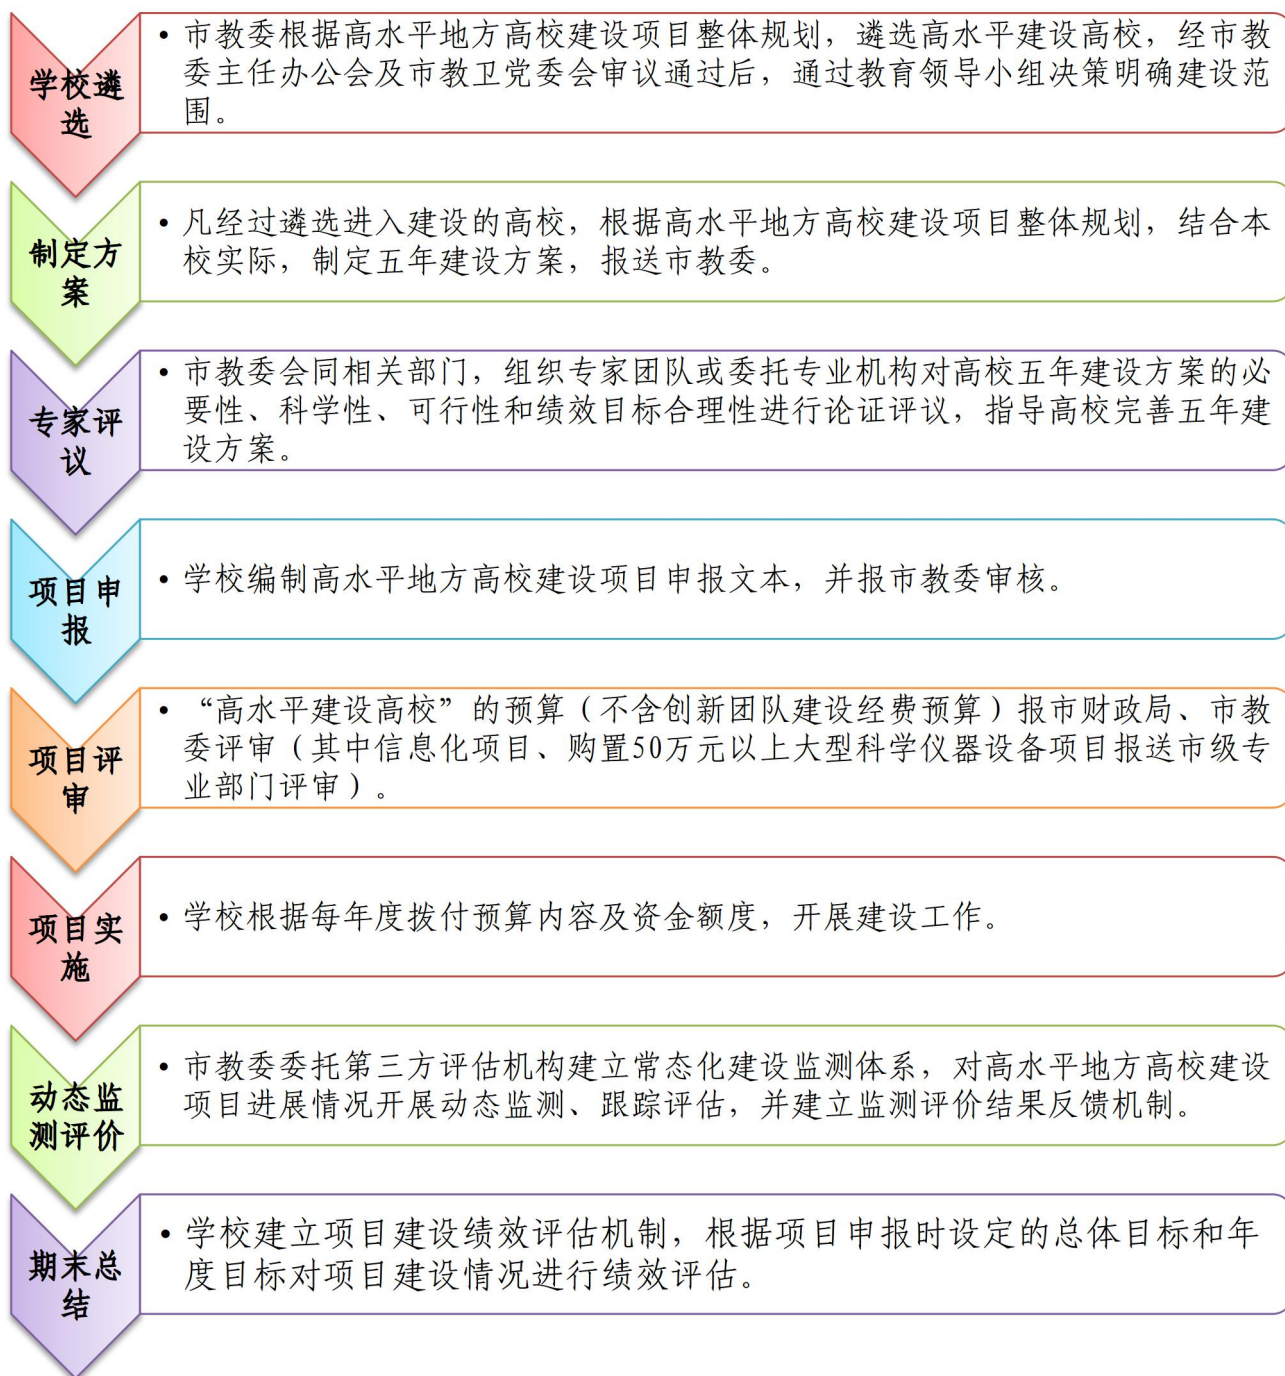 学校遴
选
• 市教委根据高水平地方高校建设项目整体规划，遴选高水平建设高校，经市教
委主任办公会及市教卫党委会审议通过后，通过教育领导小组决策明确建设范
围。
制定方
案
• 凡经过遴选进入建设的高校，根据高水平地方高校建设项目整体规划，结合本
校实际，制定五年建设方案，报送市教委。
专家评
议
• 市教委会同相关部门，组织专家团队或委托专业机构对高校五年建设方案的必
要性、科学性、可行性和绩效目标合理性进行论证评议，指导高校完善五年建
设方案。
项目申
报
• 学校编制高水平地方高校建设项目申报文本，并报市教委审核。
项目评
审
• “高水平建设高校”的预算（不含创新团队建设经费预算）报市财政局、市教
委评审（其中信息化项目、购置50万元以上大型科学仪器设备项目报送市级专
业部门评审）。
项目实
施
• 学校根据每年度拨付预算内容及资金额度，开展建设工作。
动态监
测评价
• 市教委委托第三方评估机构建立常态化建设监测体系，对高水平地方高校建设
项目进展情况开展动态监测、跟踪评估，并建立监测评价结果反馈机制。
期末总
结
• 学校建立项目建设绩效评估机制，根据项目申报时设定的总体目标和年
度目标对项目建设情况进行绩效评估。